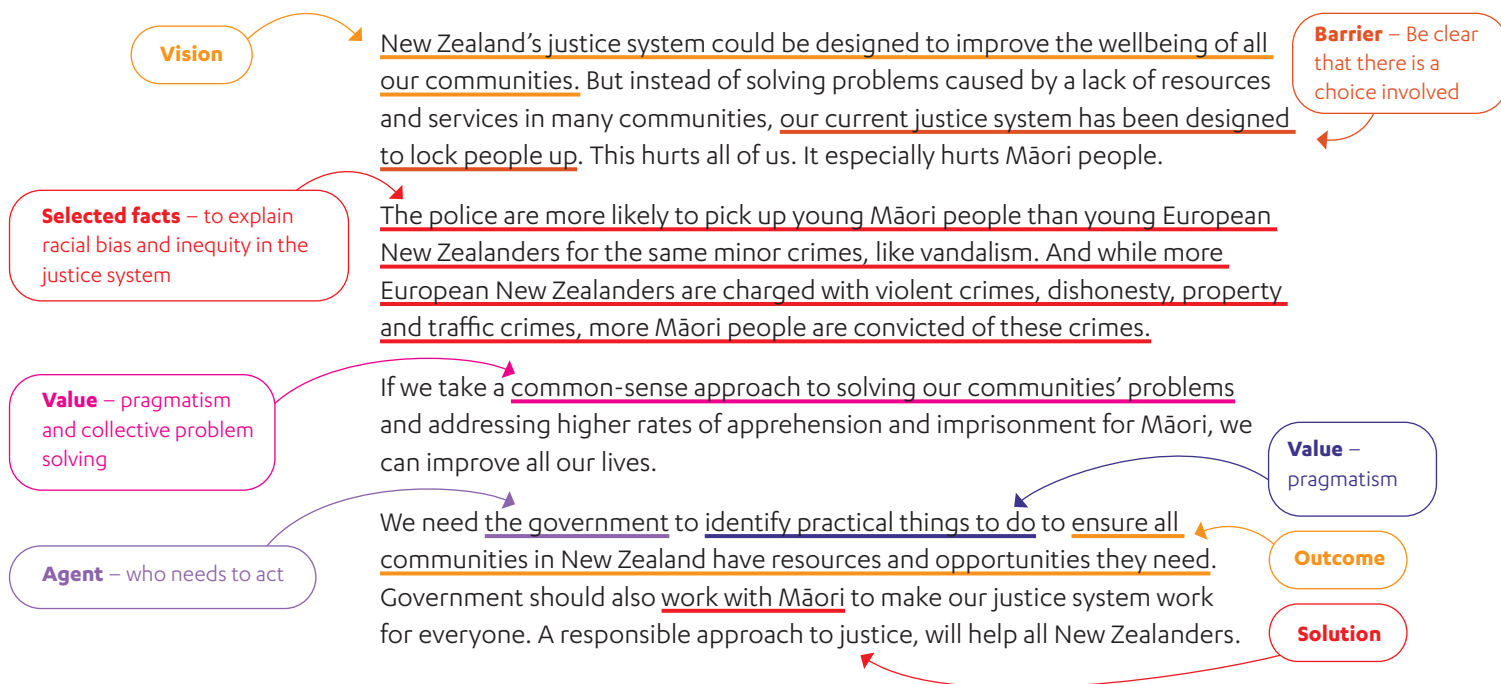 Vision
New Zealand’s justice system could be designed to improve the wellbeing of all
our communities. But instead of solving problems caused by a lack of resources
and services in many communities, our current justice system has been designed
to lock people up. This hurts all of us. It especially hurts Māori people.
Barrier – Be clear
that there is a
choice involved
Selected facts – to explain
racial bias and inequity in the
justice system
The police are more likely to pick up young Māori people than young European
New Zealanders for the same minor crimes, like vandalism. And while more
European New Zealanders are charged with violent crimes, dishonesty, property
and traffic crimes, more Māori people are convicted of these crimes.
Value – pragmatism
and collective problem
solving
If we take a common-sense approach to solving our communities’ problems
and addressing higher rates of apprehension and imprisonment for Māori, we
can improve all our lives.
Value –
pragmatism
Agent – who needs to act
We need the government to identify practical things to do to ensure all
communities in New Zealand have resources and opportunities they need.
Government should also work with Māori to make our justice system work
for everyone. A responsible approach to justice, will help all New Zealanders.
Outcome
Solution